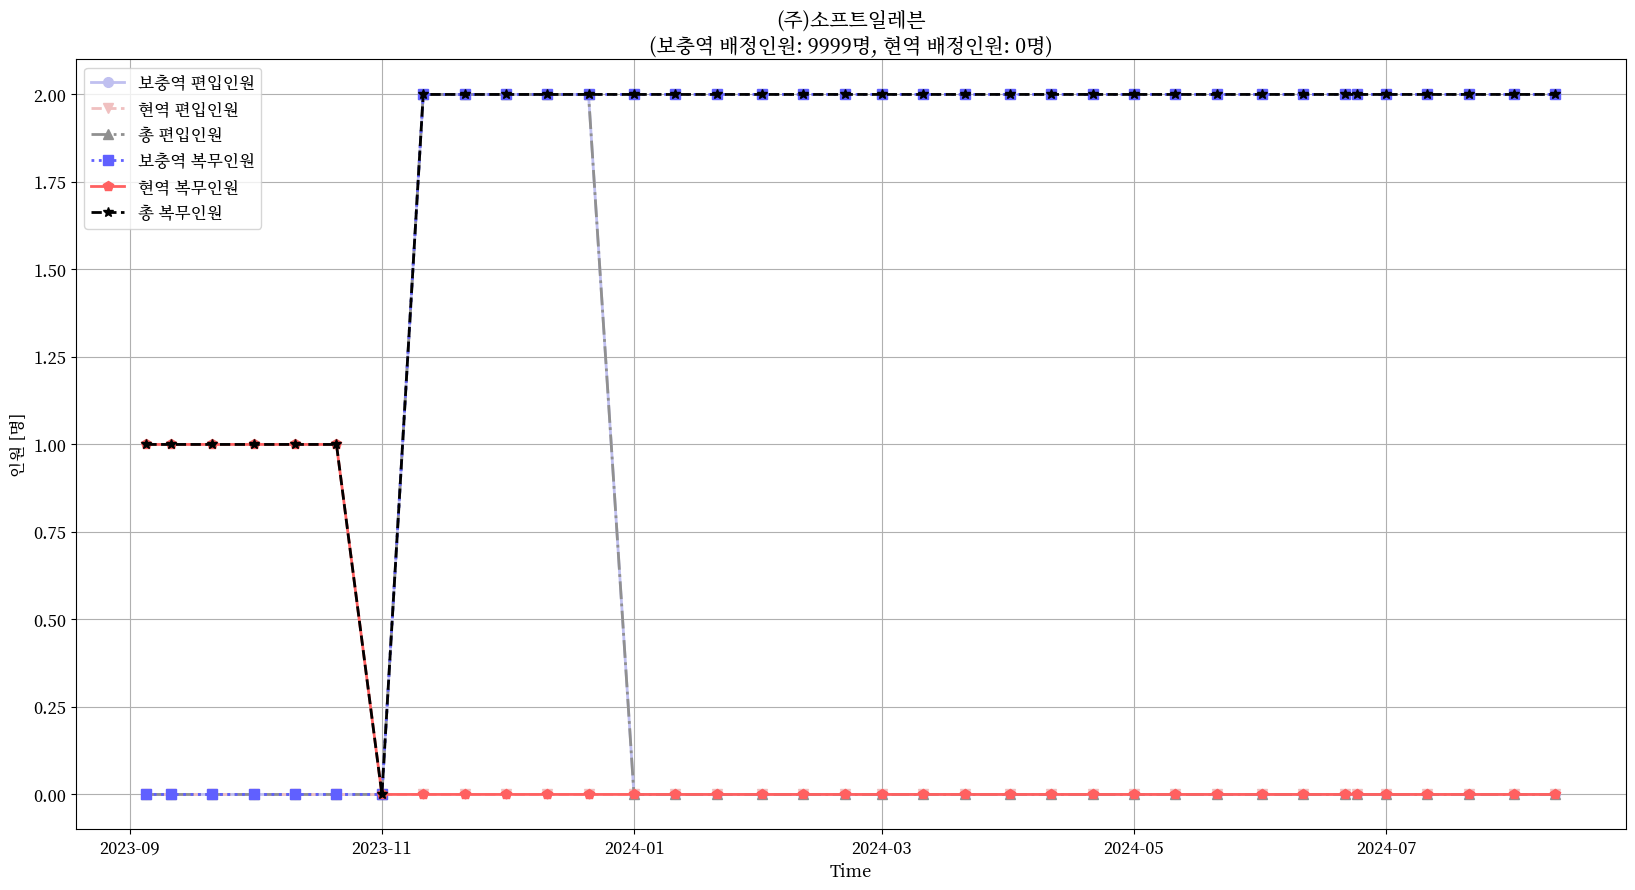 (주)소프트일레븐
(보충역 배정인원: 9999명, 현역 배정인원: 0명)
보충역 편입인원
현역 편입인원
총 편입인원
보충역 복무인원
현역 복무인원
총 복무인원
2.00
1.75
1.50
1.25
1.00
0.75
0.50
0.25
0.00
인원 [명]
2023-09 2023-11 2024-01 2024-03 2024-05 2024-07
Time